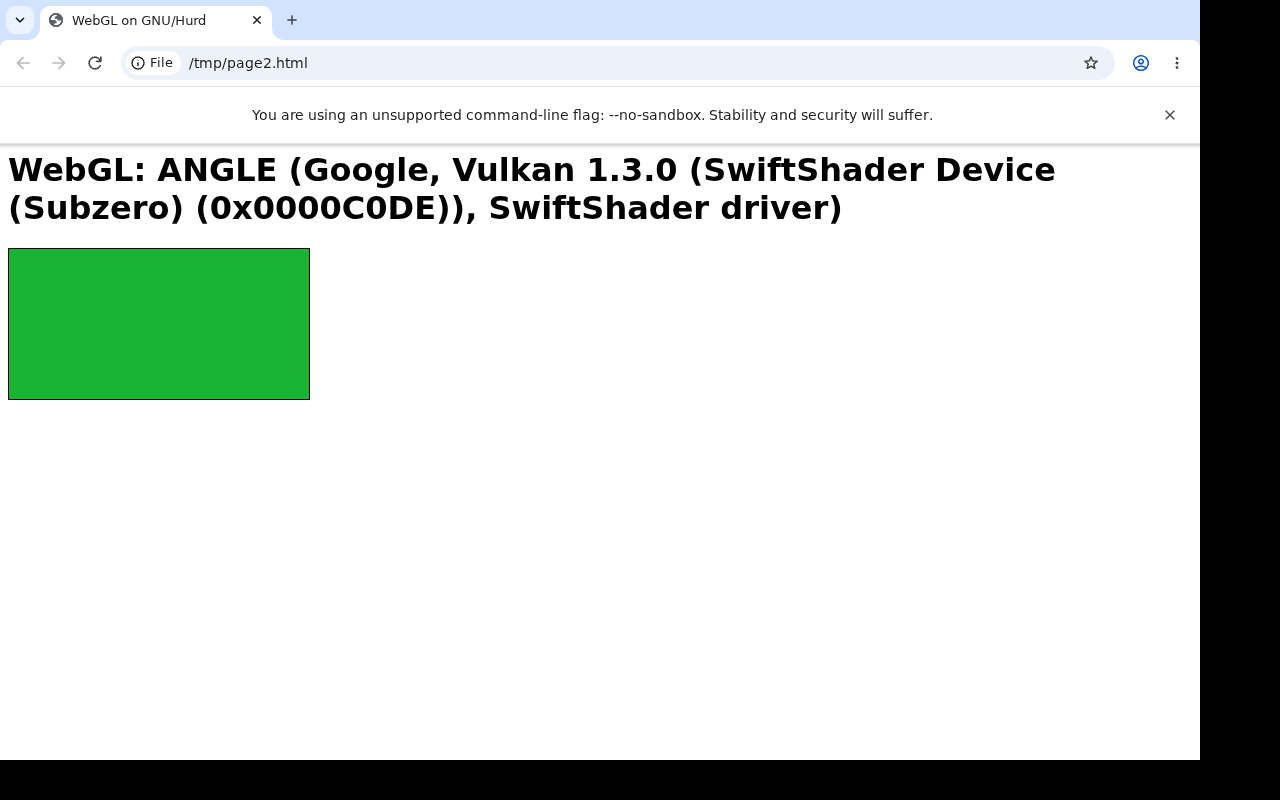 WebGL on GNU/Hurd
File
/tmp/page2.html
You are using an unsupported command-line flag: --no-sandbox. Stability and security will suffer.
WebGL: ANGLE (Google, Vulkan 1.3.0 (SwiftShader Device
(Subzero) (0x0000C0DE)), SwiftShader driver)